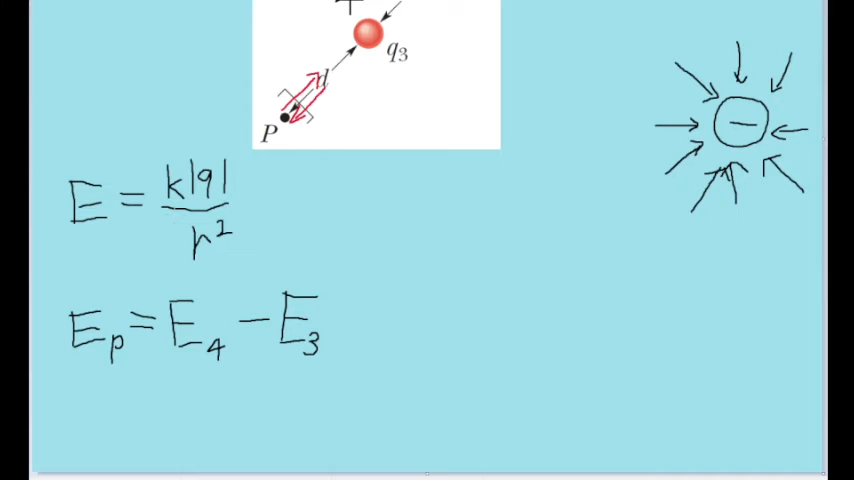 q3
d
P
E = k|q| / r²
Ep = E4 − E3
−